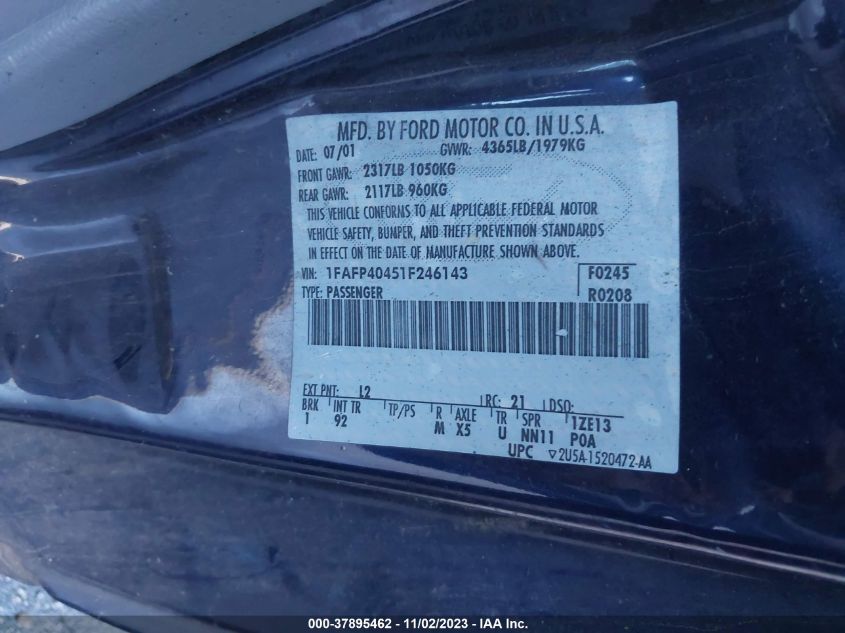 MFD. BY FORD MOTOR CO. IN U.S.A.
DATE: 07/01 GVWR: 4365LB/1979KG
FRONT GAWR: 2317LB 1050KG
REAR GAWR: 2117LB 960KG
THIS VEHICLE CONFORMS TO ALL APPLICABLE FEDERAL MOTOR
VEHICLE SAFETY, BUMPER, AND THEFT PREVENTION STANDARDS
IN EFFECT ON THE DATE OF MANUFACTURE SHOWN ABOVE.
VIN: 1FAFP40451F246143 F0245
TYPE: PASSENGER R0208
EXT PNT: L2 RC: 21 DSO:
BRK INT TR TP/PS R AXLE TR SPR 1ZE13
1 92 M X5 U NN11 P0A
UPC 2U5A-1520472-AA
000-37895462 - 11/02/2023 - IAA Inc.